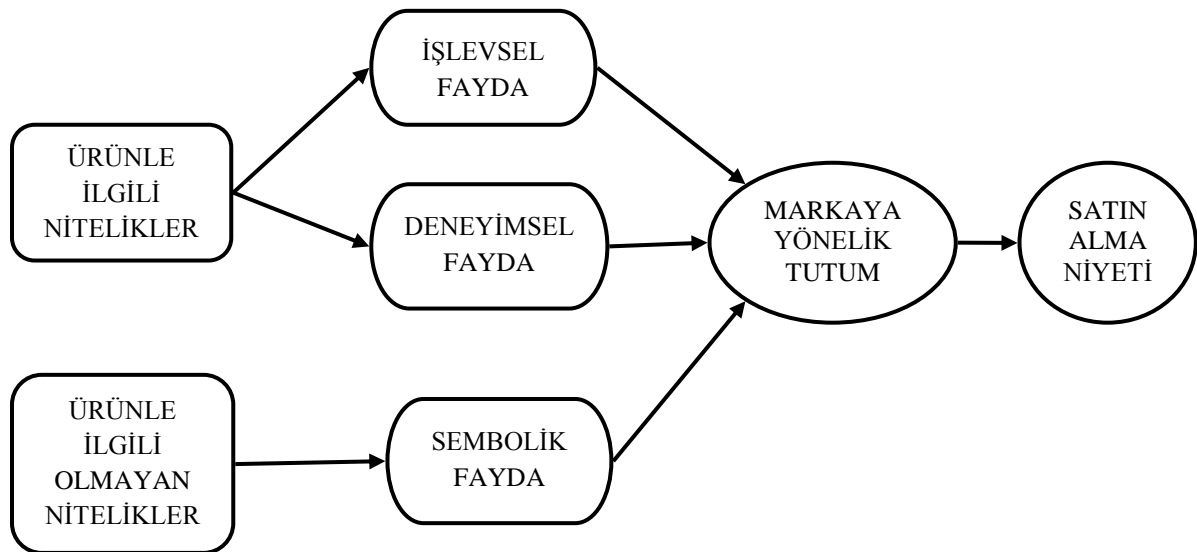 İŞLEVSEL
FAYDA
ÜRÜNLE
İLGİLİ
NİTELİKLER
DENEYİMSEL
FAYDA
MARKAYA
YÖNELİK
TUTUM
SATIN
ALMA
NİYETİ
ÜRÜNLE
İLGİLİ
OLMAYAN
NİTELİKLER
SEMBOLİK
FAYDA